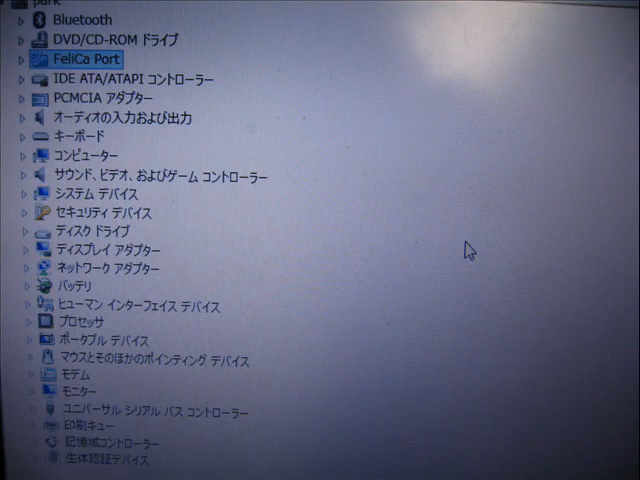 park
Bluetooth
DVD/CD-ROM ドライブ
FeliCa Port
IDE ATA/ATAPI コントローラー
PCMCIA アダプター
オーディオの入力および出力
キーボード
コンピューター
サウンド、ビデオ、およびゲーム コントローラー
システム デバイス
セキュリティ デバイス
ディスク ドライブ
ディスプレイ アダプター
ネットワーク アダプター
バッテリ
ヒューマン インターフェイス デバイス
プロセッサ
ポータブル デバイス
マウスとそのほかのポインティング デバイス
モデム
モニター
ユニバーサル シリアル バス コントローラー
印刷キュー
記憶域コントローラー
生体認証デバイス